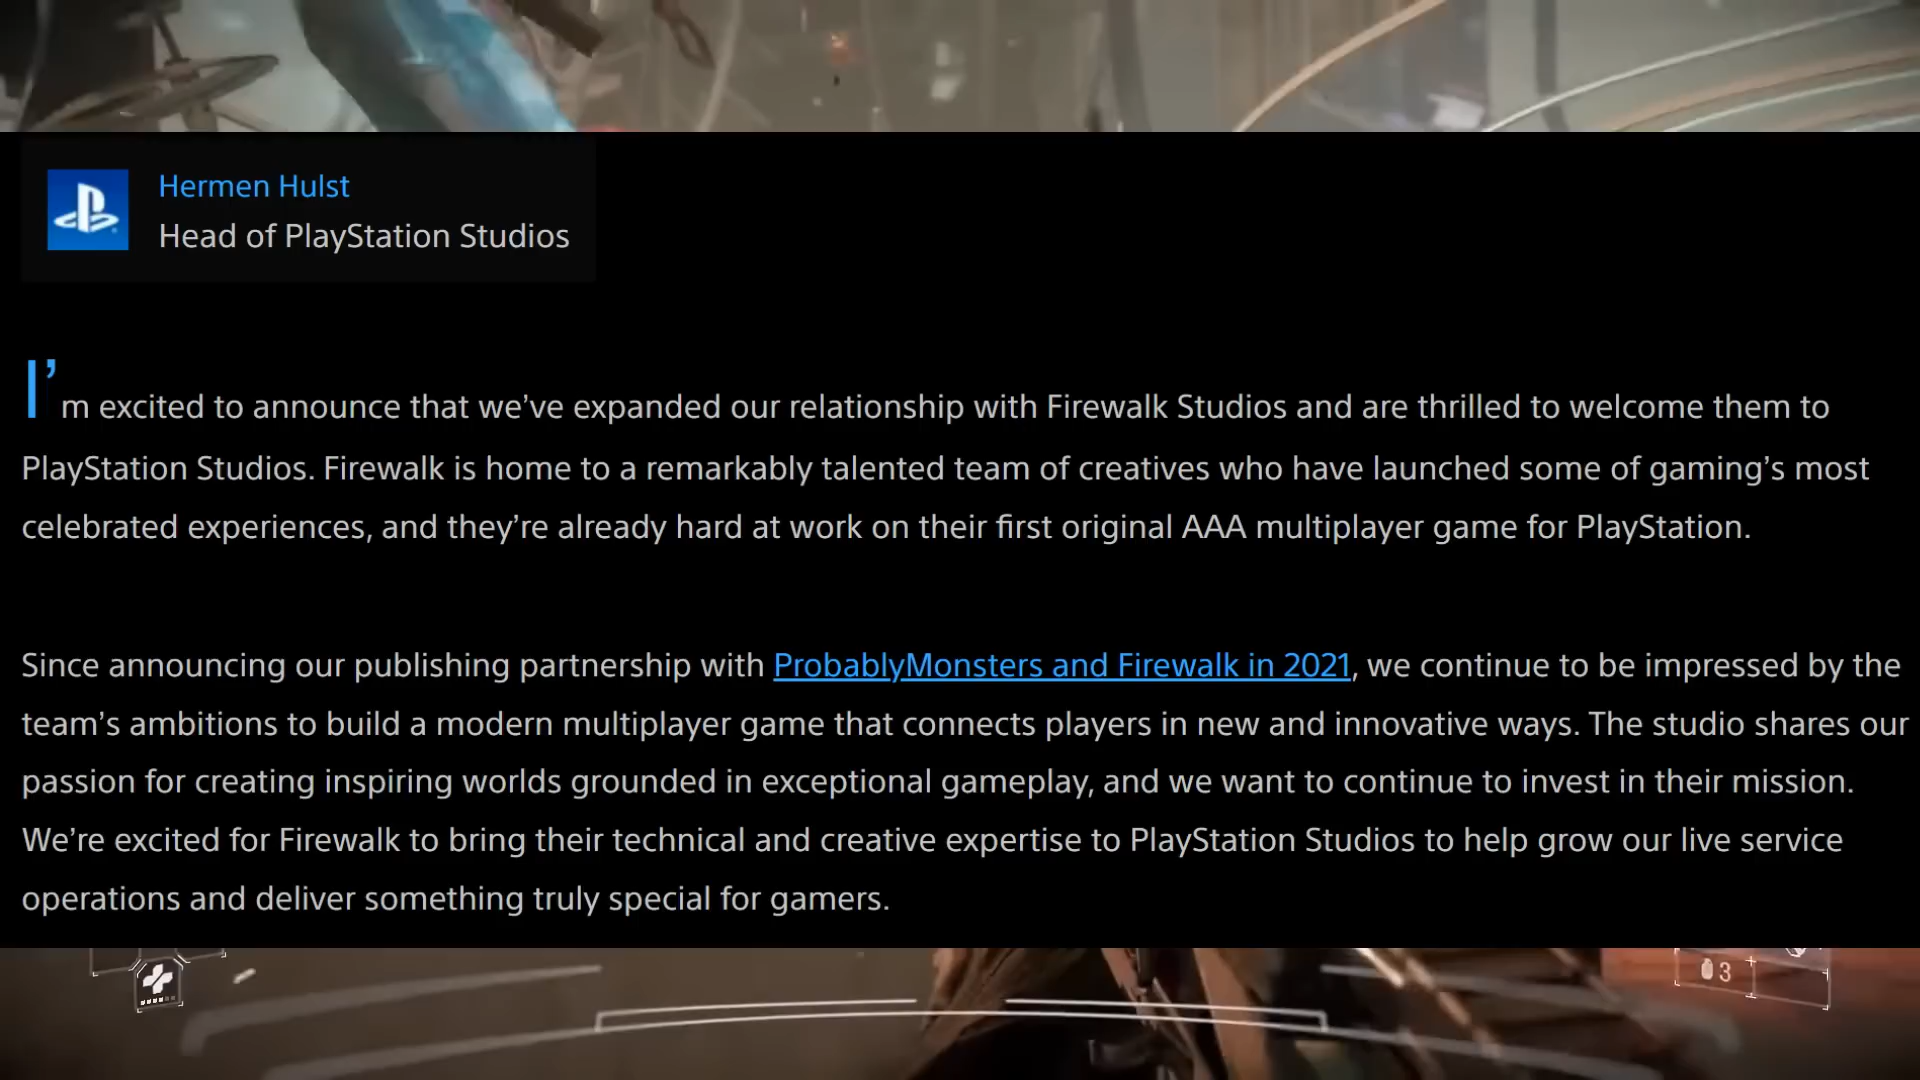 Hermen Hulst
Head of PlayStation Studios
I’m excited to announce that we’ve expanded our relationship with Firewalk Studios and are thrilled to welcome them to
PlayStation Studios. Firewalk is home to a remarkably talented team of creatives who have launched some of gaming’s most
celebrated experiences, and they’re already hard at work on their first original AAA multiplayer game for PlayStation.
Since announcing our publishing partnership with ProbablyMonsters and Firewalk in 2021, we continue to be impressed by the
team’s ambitions to build a modern multiplayer game that connects players in new and innovative ways. The studio shares our
passion for creating inspiring worlds grounded in exceptional gameplay, and we want to continue to invest in their mission.
We’re excited for Firewalk to bring their technical and creative expertise to PlayStation Studios to help grow our live service
operations and deliver something truly special for gamers.
3